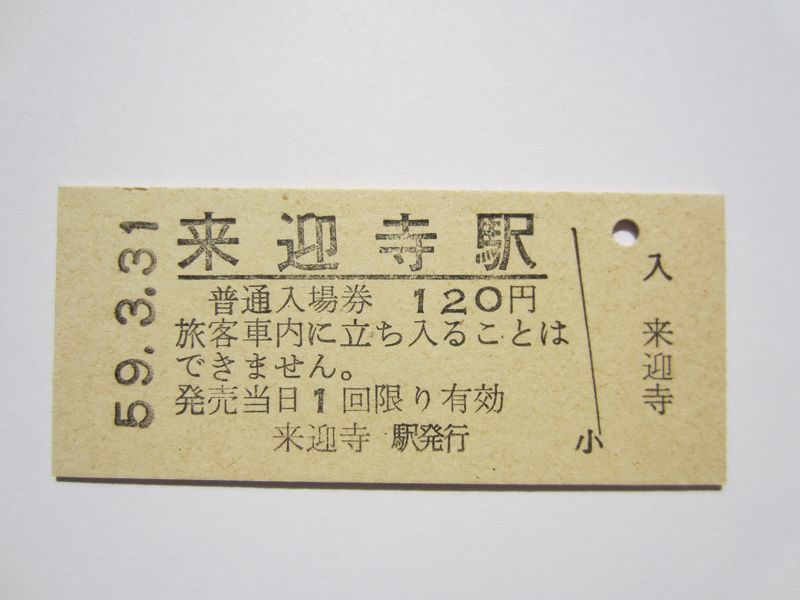 59.3.31
来迎寺駅
普通入場券 120円
旅客車内に立ち入ることは
できません。
発売当日1回限り有効
来迎寺 駅発行
小
入
来迎寺